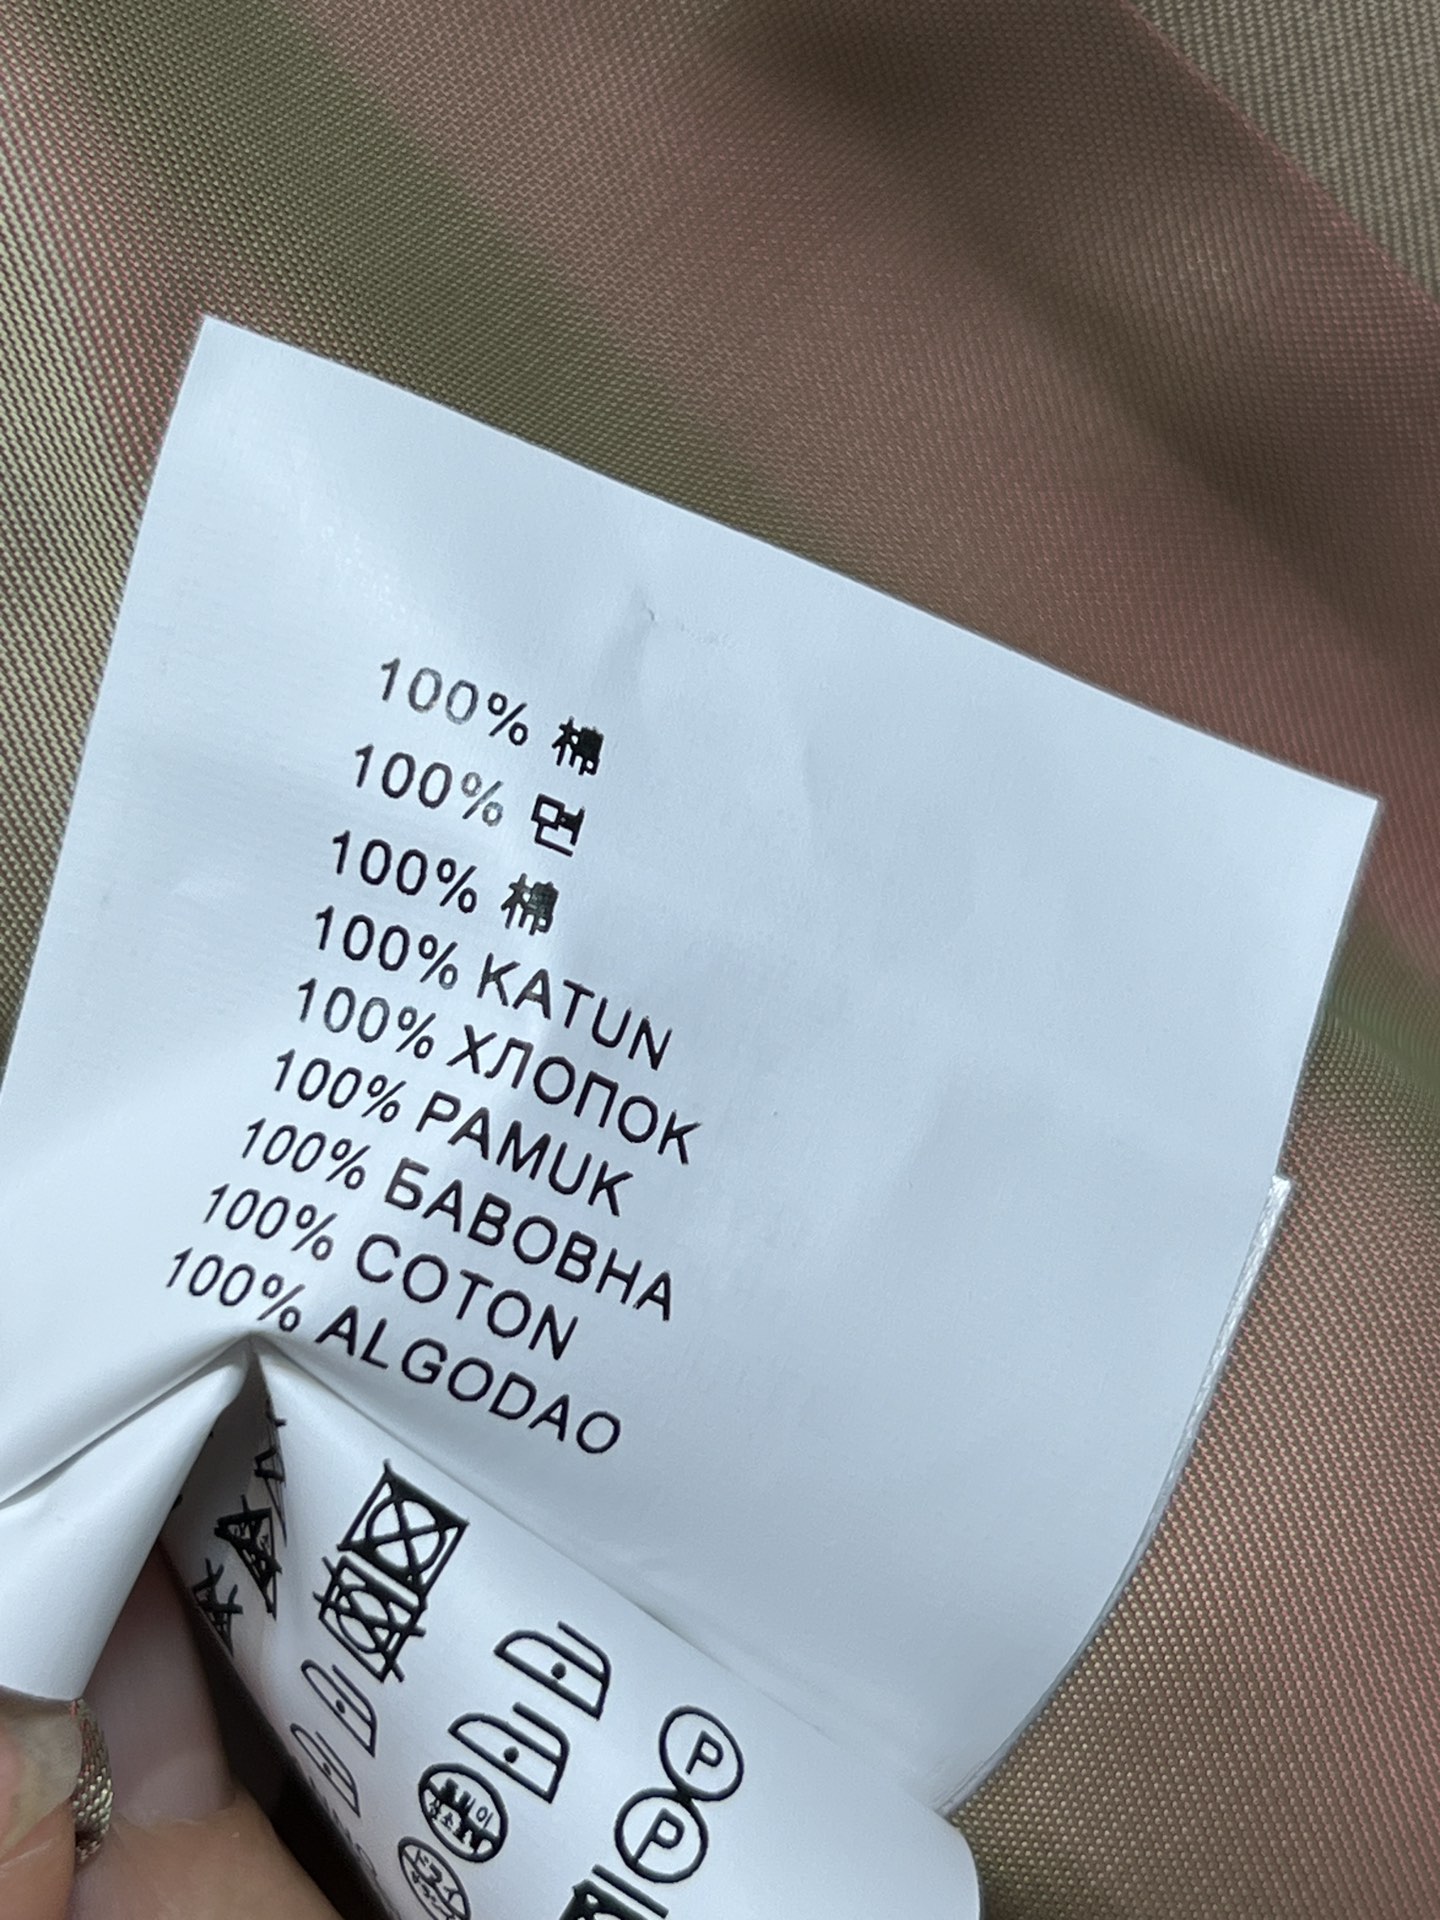 100% 棉
100% 면
100% 棉
100% KATUN
100% ХЛОПОК
100% PAMUK
100% БАВОВНА
100% COTON
100% ALGODAO
P
P